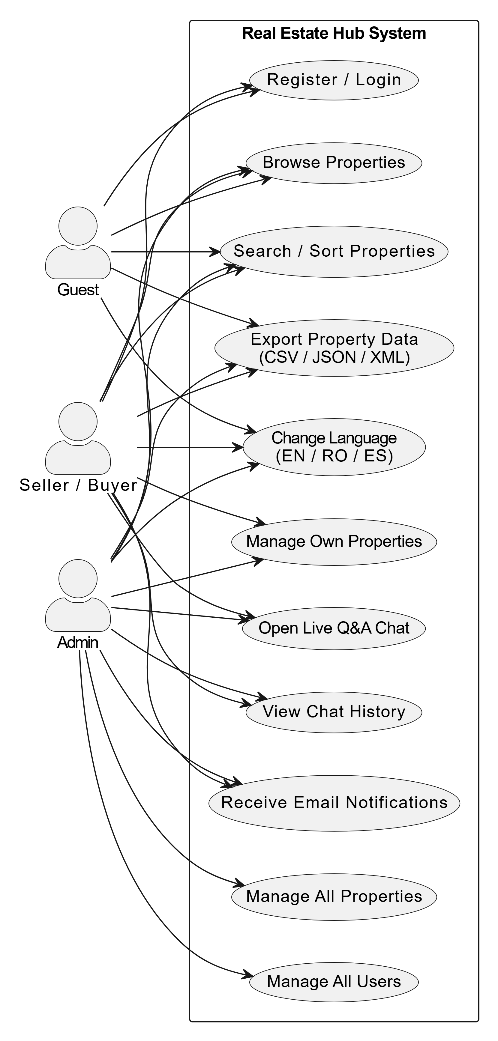 Real Estate Hub System
Register / Login
Browse Properties
Search / Sort Properties
Guest
Export Property Data
(CSV / JSON / XML)
Change Language
(EN / RO / ES)
Seller / Buyer
Manage Own Properties
Open Live Q&A Chat
Admin
View Chat History
Receive Email Notifications
Manage All Properties
Manage All Users